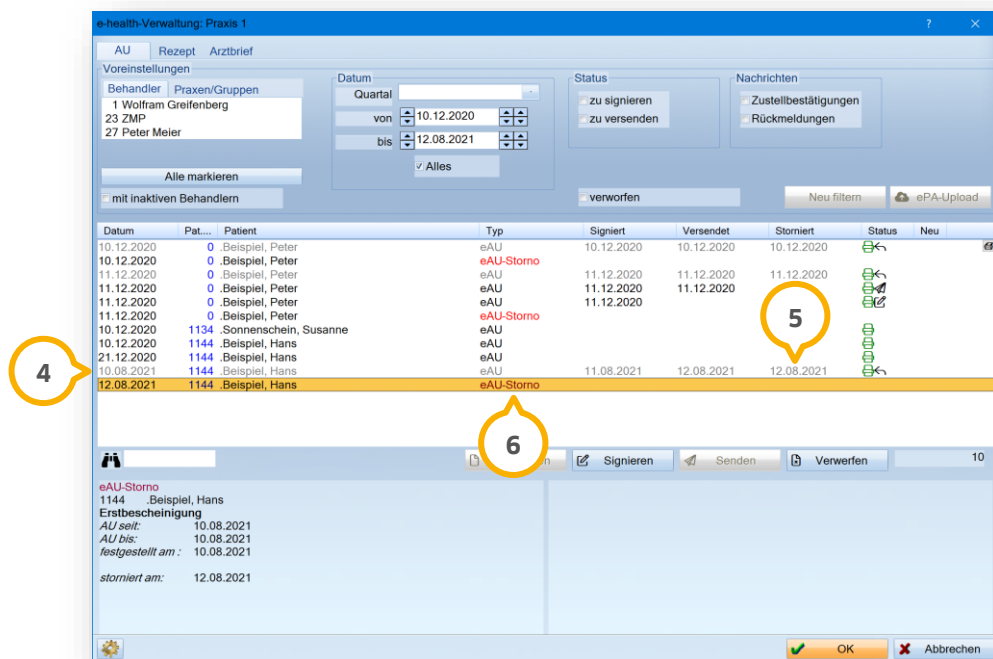 e-health-Verwaltung: Praxis 1 ?
AU Rezept Arztbrief
Voreinstellungen
Behandler Praxen/Gruppen
1 Wolfram Greifenberg
23 ZMP
27 Peter Meier
Alle markieren
mit inaktiven Behandlern
Datum
Quartal
von 10.12.2020
bis 12.08.2021
Alles
Status
zu signieren
zu versenden
verworfen
Nachrichten
Zustellbestätigungen
Rückmeldungen
Neu filtern ePA-Upload
Datum Pat.... Patient Typ Signiert Versendet Storniert Status Neu
10.12.2020 0 .Beispiel, Peter eAU 10.12.2020 10.12.2020 10.12.2020
10.12.2020 0 .Beispiel, Peter eAU-Storno
11.12.2020 0 .Beispiel, Peter eAU 11.12.2020 11.12.2020 11.12.2020
11.12.2020 0 .Beispiel, Peter eAU 11.12.2020 11.12.2020
11.12.2020 0 .Beispiel, Peter eAU 11.12.2020
11.12.2020 0 .Beispiel, Peter eAU-Storno
10.12.2020 1134 .Sonnenschein, Susanne eAU
10.12.2020 1144 .Beispiel, Hans eAU
21.12.2020 1144 .Beispiel, Hans eAU
10.08.2021 1144 .Beispiel, Hans eAU 11.08.2021 12.08.2021 12.08.2021
12.08.2021 1144 .Beispiel, Hans eAU-Storno
4
5
6
Signieren Senden Verwerfen 10
eAU-Storno
1144 .Beispiel, Hans
Erstbescheinigung
AU seit: 10.08.2021
AU bis: 10.08.2021
festgestellt am : 10.08.2021
storniert am: 12.08.2021
OK Abbrechen